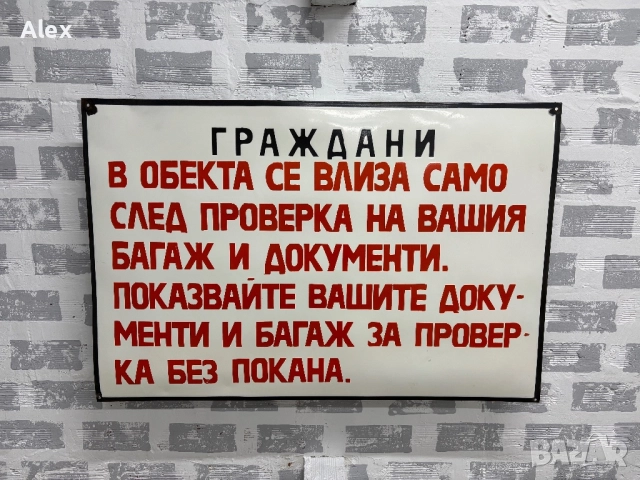 Alex
ГРАЖДАНИ
В ОБЕКТА СЕ ВЛИЗА САМО
СЛЕД ПРОВЕРКА НА ВАШИЯ
БАГАЖ И ДОКУМЕНТИ.
ПОКАЗВАЙТЕ ВАШИТЕ ДОКУ-
МЕНТИ И БАГАЖ ЗА ПРОВЕР-
КА БЕЗ ПОКАНА.
BAZAR